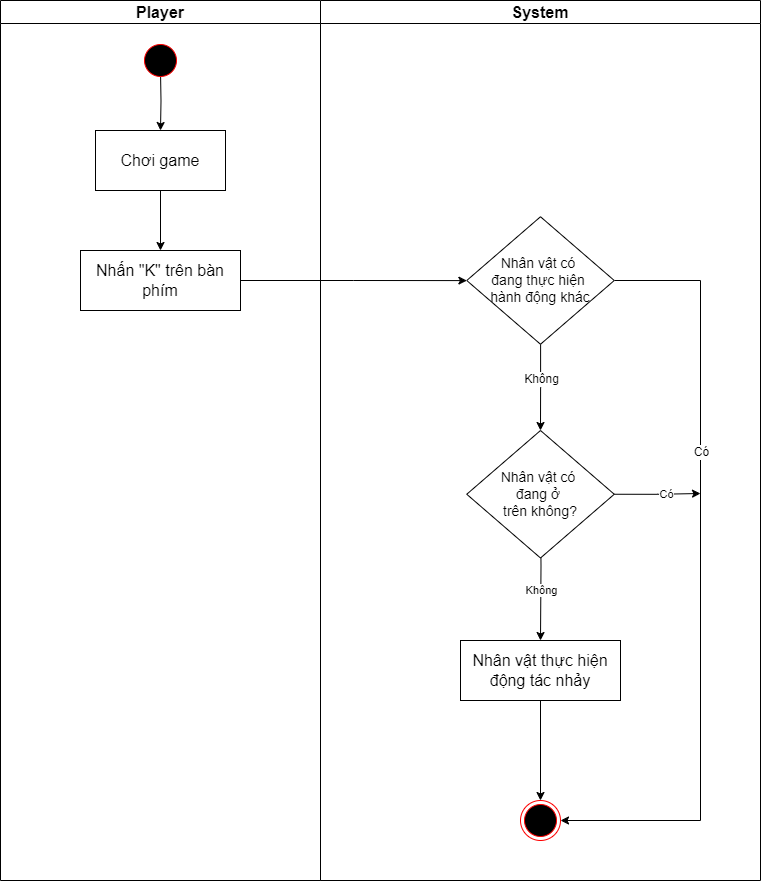 Player
System
Chơi game
Nhấn "K" trên bàn
phím
Nhân vật có
đang thực hiện
hành động khác
Không
Có
Nhân vật có
đang ở
trên không?
Có
Không
Nhân vật thực hiện
động tác nhảy